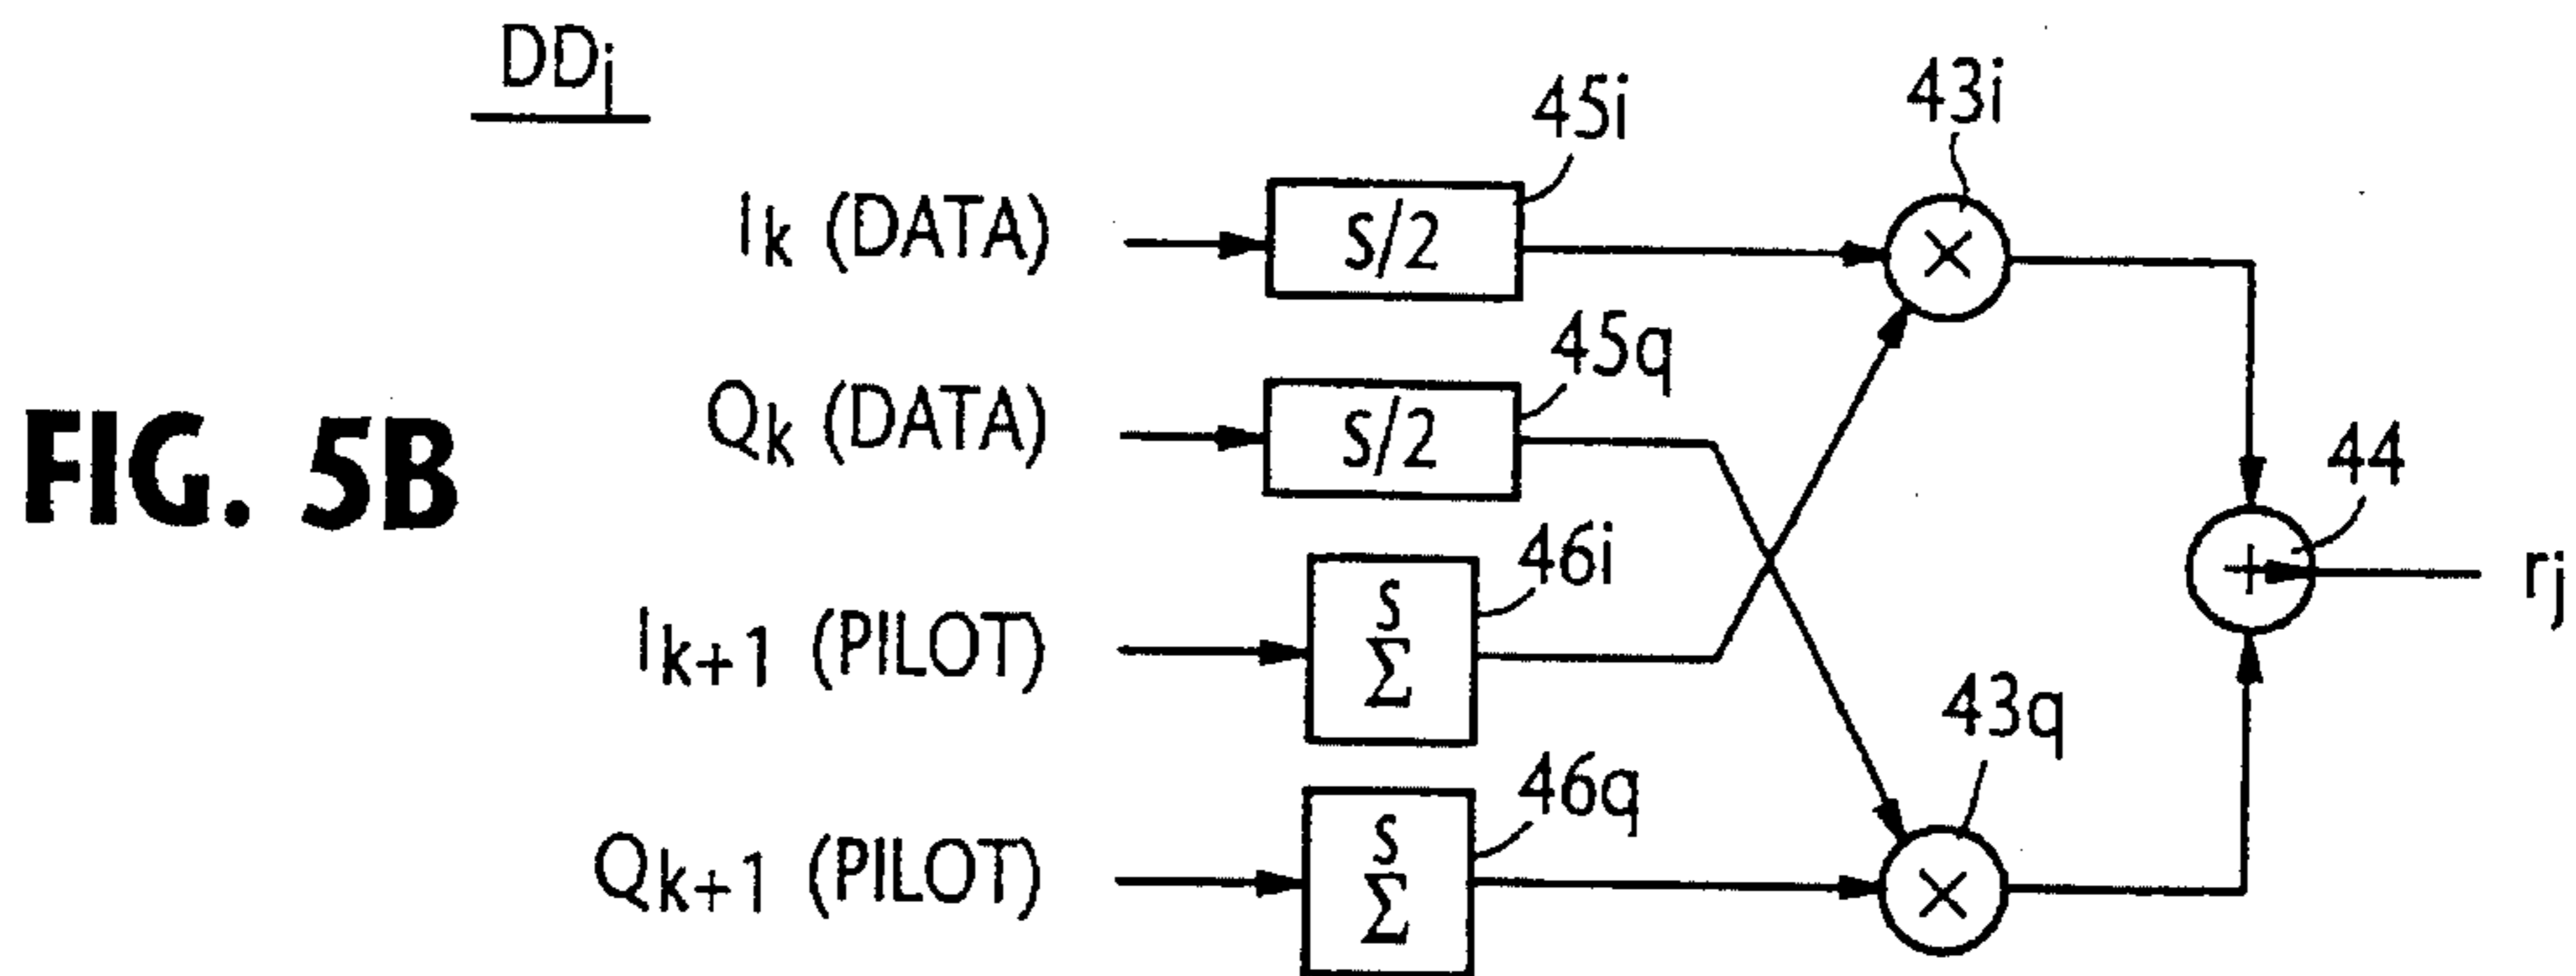 DDj
45i
43i
Ik (DATA)
S/2
45q
Qk (DATA)
S/2
FIG. 5B
44
46i
S
Σ
Ik+1 (PILOT)
rj
43q
46q
S
Σ
Qk+1 (PILOT)